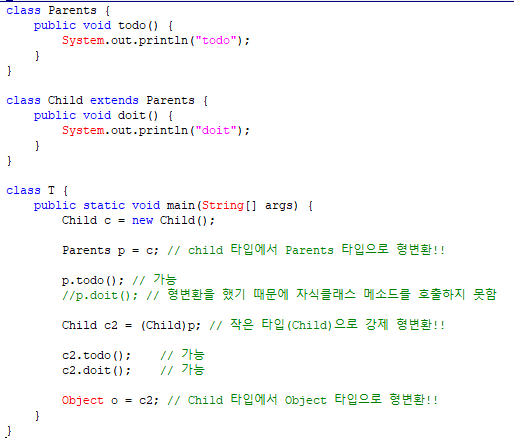 class Parents {
    public void todo() {
        System.out.println("todo");
    }
}

class Child extends Parents {
    public void doit() {
        System.out.println("doit");
    }
}

class T {
    public static void main(String[] args) {
        Child c = new Child();

        Parents p = c; // child 타입에서 Parents 타입으로 형변환!!

        p.todo(); // 가능
        //p.doit(); // 형변환을 했기 때문에 자식클래스 메소드를 호출하지 못함

        Child c2 = (Child)p; // 작은 타입(Child)으로 강제 형변환!!

        c2.todo();    // 가능
        c2.doit();    // 가능

        Object o = c2; // Child 타입에서 Object 타입으로 형변환!!
    }
}